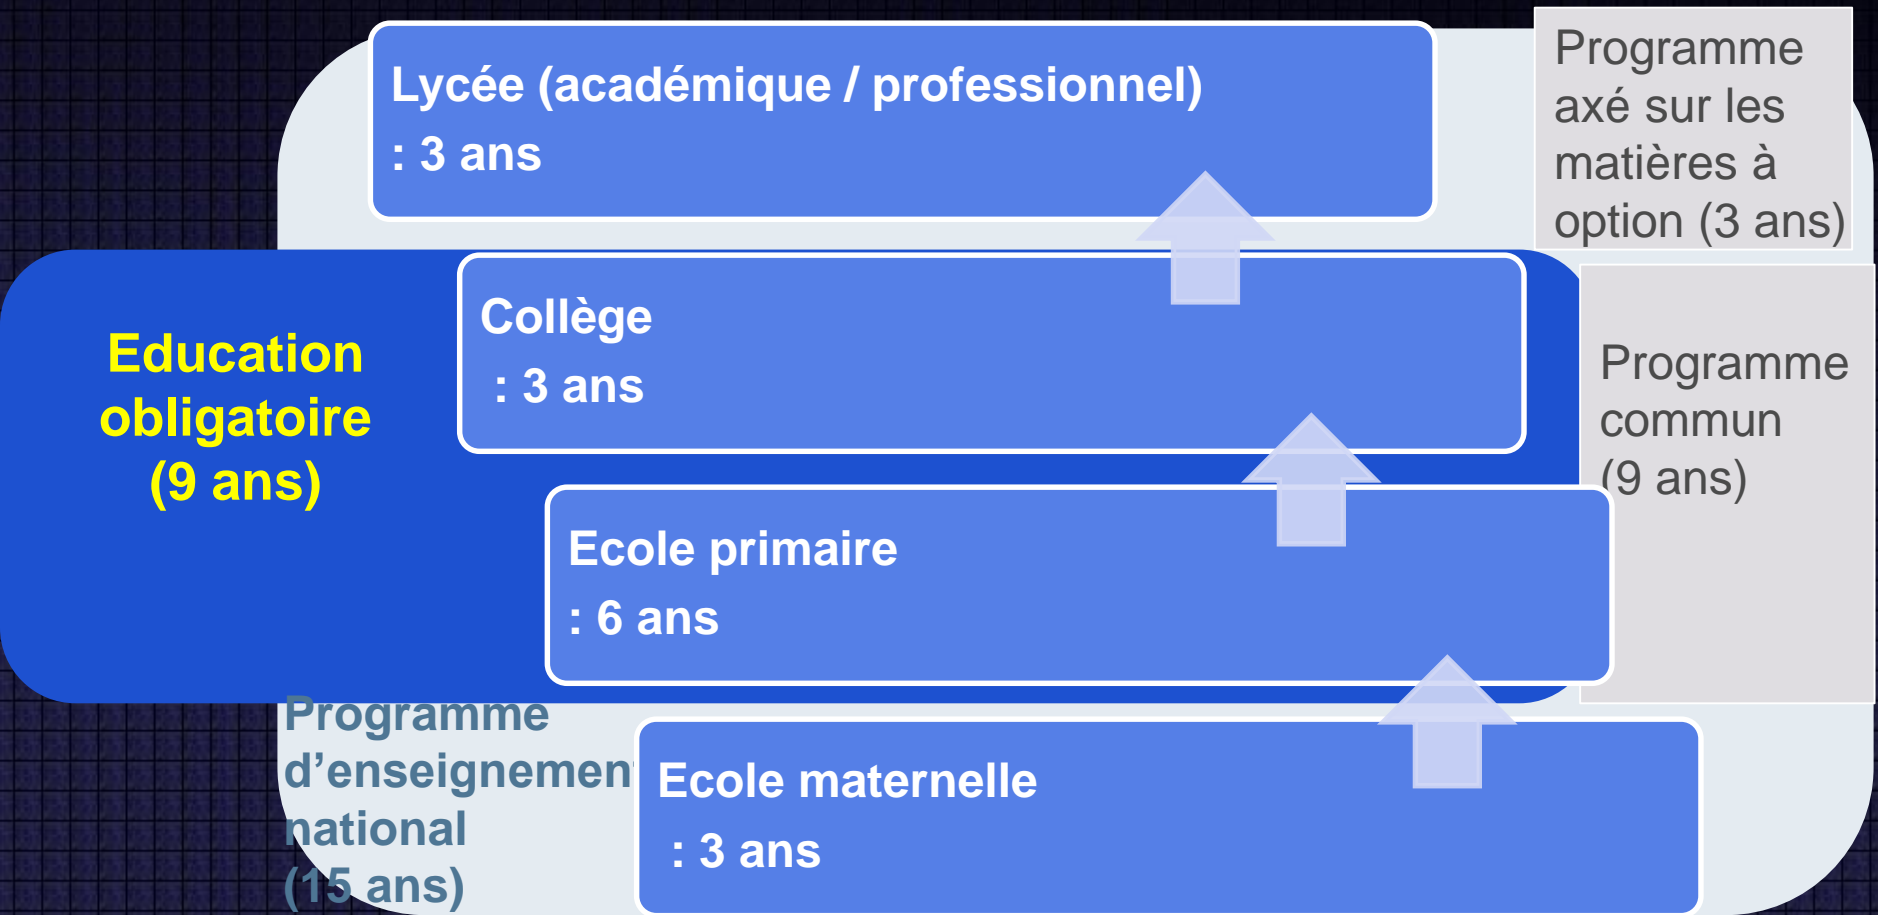 Lycée (académique / professionnel)
: 3 ans
Programme
axé sur les
matières à
option (3 ans)
Education
obligatoire
(9 ans)
Collège
: 3 ans
Programme
commun
(9 ans)
Ecole primaire
: 6 ans
Programme
d’enseignement
national
(15 ans)
Ecole maternelle
: 3 ans